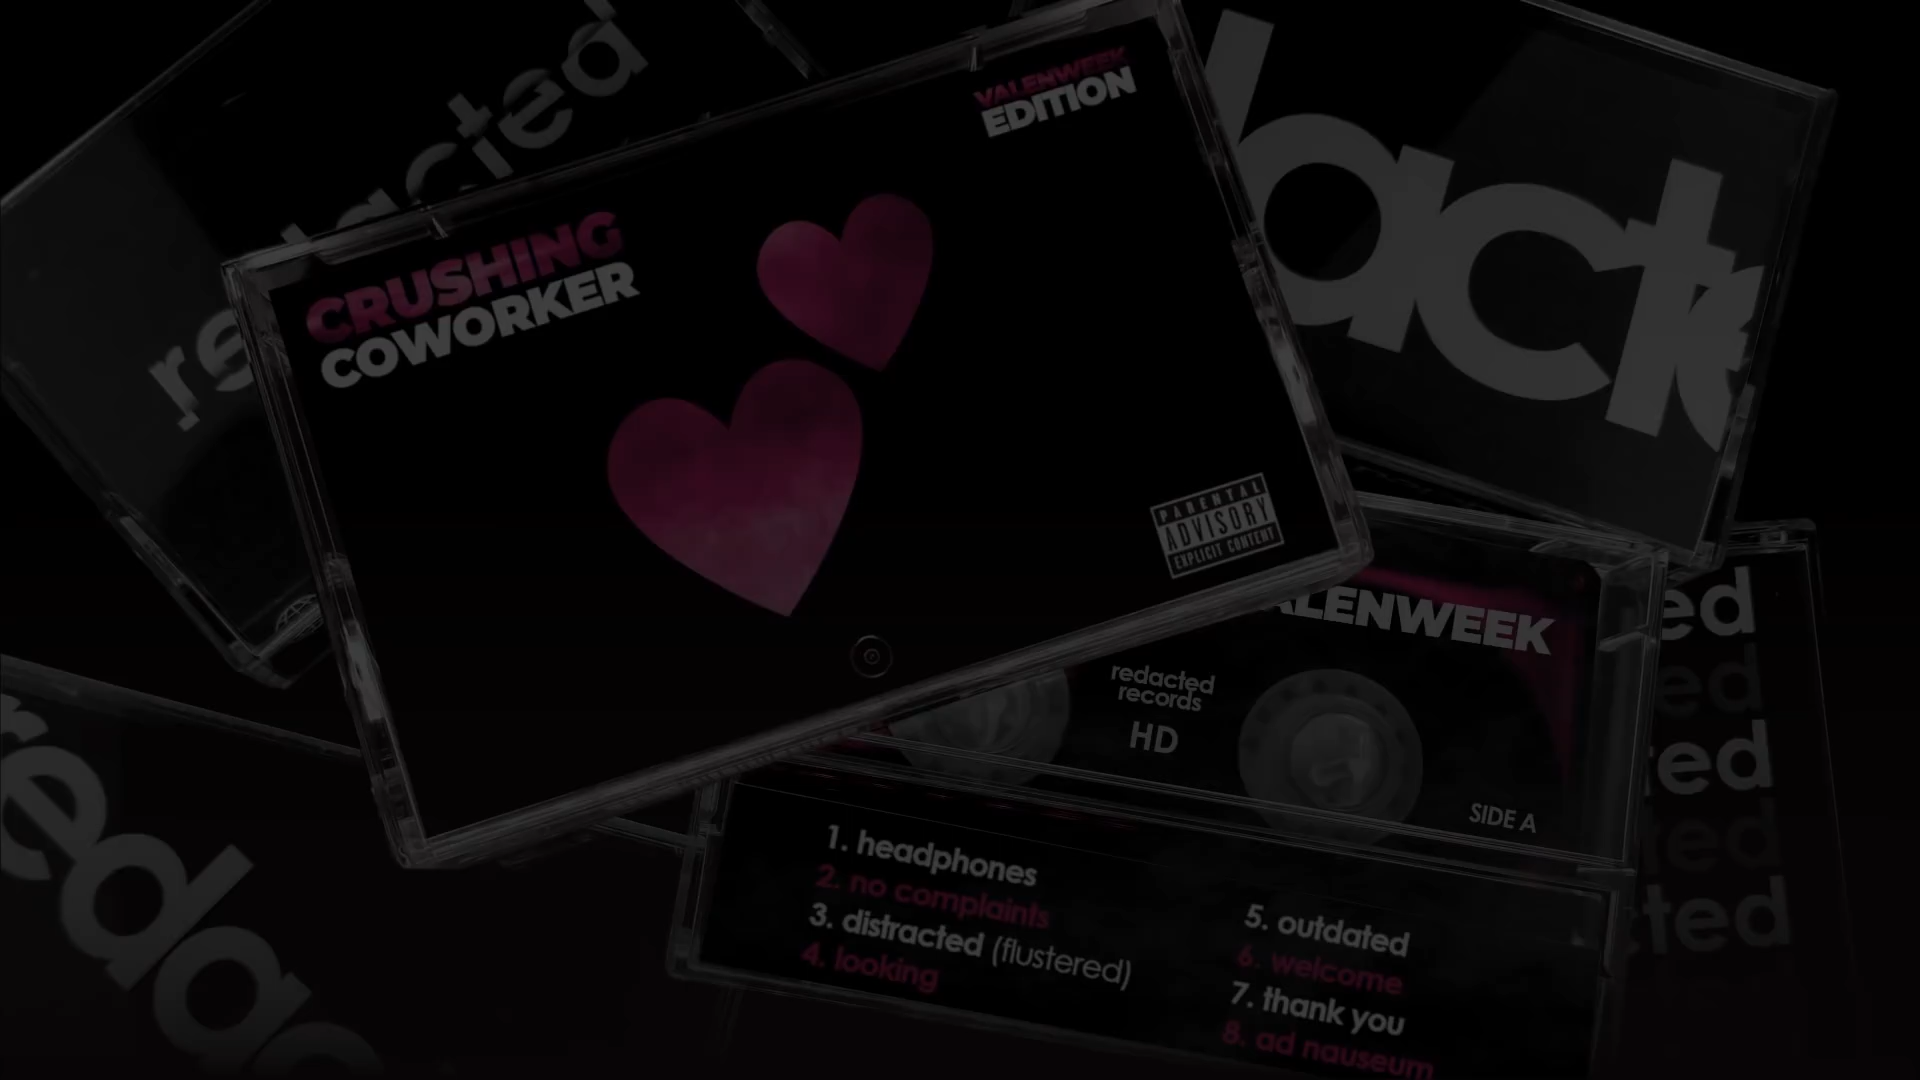 redacted
VALENWEEK
EDITION
CRUSHING
COWORKER
PARENTAL
ADVISORY
EXPLICIT CONTENT
VALENWEEK
redacted
records
HD
SIDE A
1. headphones
2. no complaints
3. distracted (flustered)
4. looking
5. outdated
6. welcome
7. thank you
8. ad nauseum